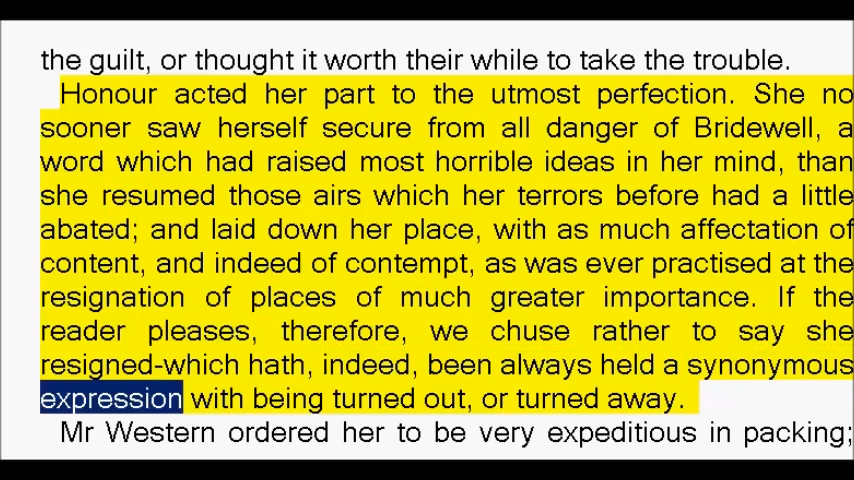 the guilt, or thought it worth their while to take the trouble.
Honour acted her part to the utmost perfection. She no
sooner saw herself secure from all danger of Bridewell, a
word which had raised most horrible ideas in her mind, than
she resumed those airs which her terrors before had a little
abated; and laid down her place, with as much affectation of
content, and indeed of contempt, as was ever practised at the
resignation of places of much greater importance. If the
reader pleases, therefore, we chuse rather to say she
resigned-which hath, indeed, been always held a synonymous
expression with being turned out, or turned away.
Mr Western ordered her to be very expeditious in packing;